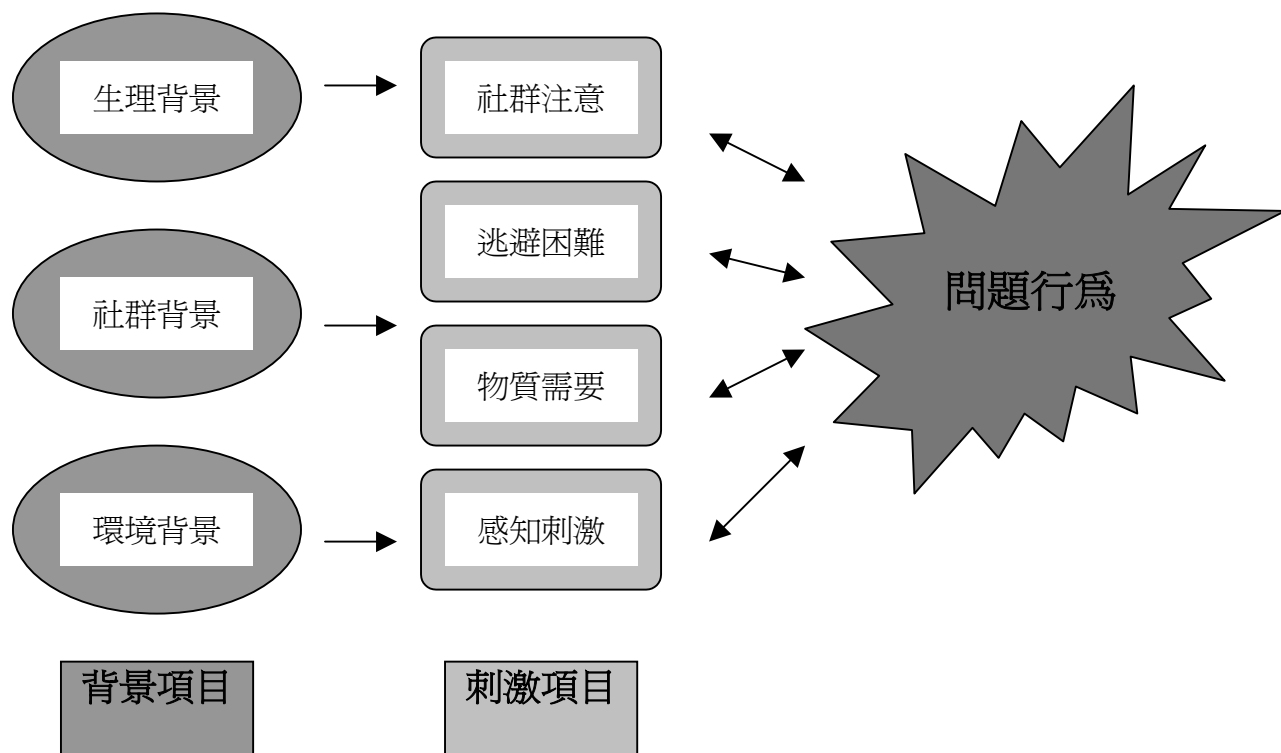 生理背景
社群注意
逃避困難
問題行爲
社群背景
物質需要
環境背景
感知刺激
背景項目
刺激項目